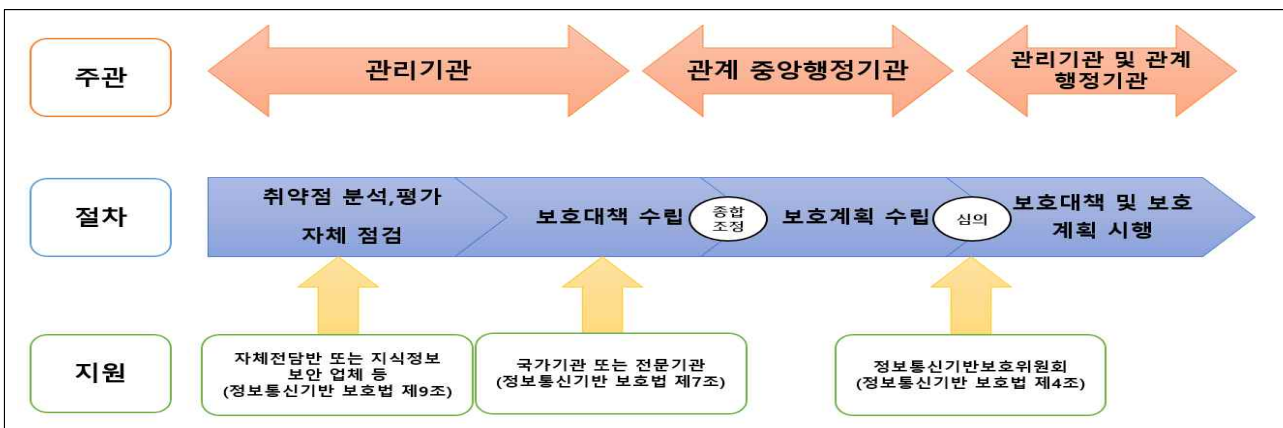 주관
관리기관
관계 중앙행정기관
관리기관 및 관계
행정기관
절차
취약점 분석,평가
자체 점검
보호대책 수립
종합
조정
보호계획 수립
심의
보호대책 및 보호
계획 시행
지원
자체전담반 또는 지식정보
보안 업체 등
(정보통신기반 보호법 제9조)
국가기관 또는 전문기관
(정보통신기반 보호법 제7조)
정보통신기반보호위원회
(정보통신기반 보호법 제4조)